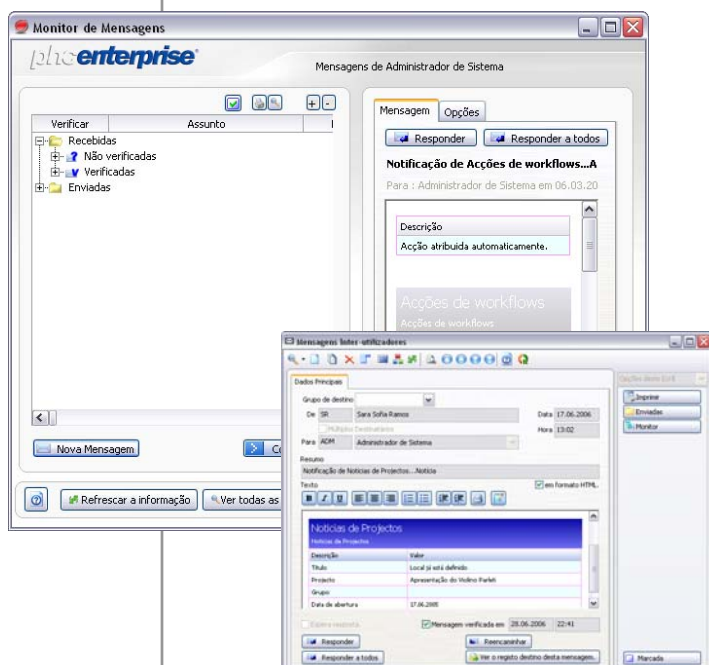 Monitor de Mensagens
phc enterprise
Mensagens de Administrador de Sistema
Verificar Assunto
Recebidas
Não verificadas
Verificadas
Enviadas
Nova Mensagem
Refrescar a informação
Ver todas as
Mensagem Opções
Responder Responder a todos
Notificação de Acções de workflows...A
Para : Administrador de Sistema em 06.03.20
Descrição
Acção atribuida automaticamente.
Acções de workflows
Acções de workflows
Mensagens Inter-utilizadores
Dados Principais
Grupo de destino
De SR Sara Sofia Ramos Data 17.06.2006
Múltiplos Destinatários Hora 13:02
Para ADM Administrador de Sistema
Resumo
Notificação de Noticias de Projectos...Noticia
Texto em formato HTML.
B I U
Noticias de Projectos
Noticias de Projectos
Descrição Valor
Título Local já está definido
Projecto Apresentação do Violino Parlati
Grupo
Data de abertura 17.06.2005
Espera resposta. Mensagem verificada em 28.06.2006 22:41
Responder Reencaminhar
Responder a todos Ver o registo destino desta mensagem.
Opções deste Ecrã
Imprime
Enviadas
Monitor
Marcada